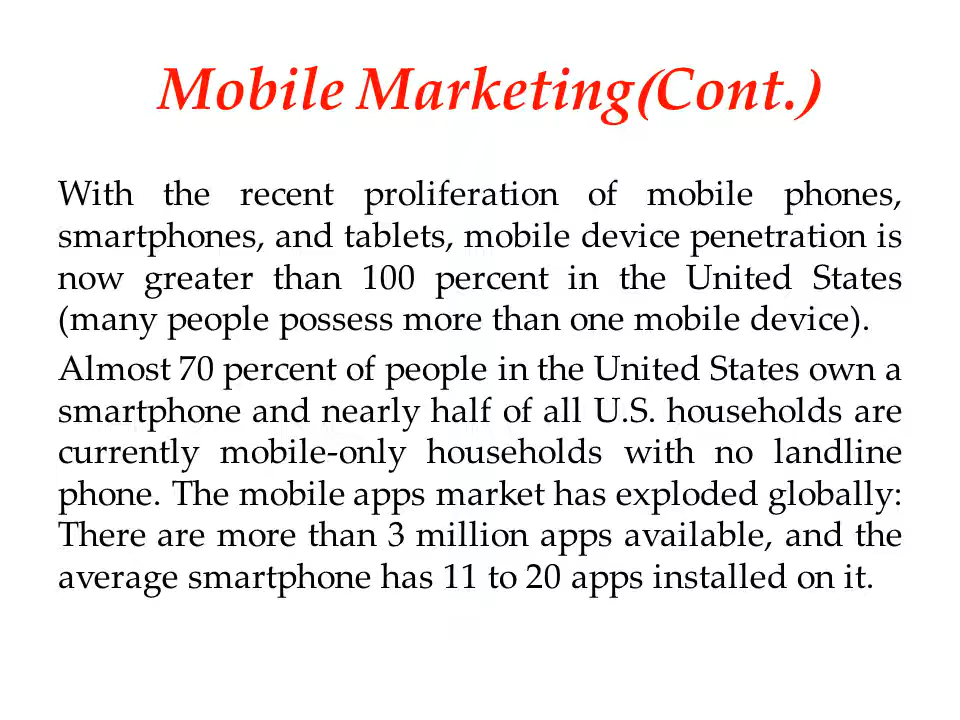 Mobile Marketing(Cont.)
With the recent proliferation of mobile phones,
smartphones, and tablets, mobile device penetration is
now greater than 100 percent in the United States
(many people possess more than one mobile device).
Almost 70 percent of people in the United States own a
smartphone and nearly half of all U.S. households are
currently mobile-only households with no landline
phone. The mobile apps market has exploded globally:
There are more than 3 million apps available, and the
average smartphone has 11 to 20 apps installed on it.